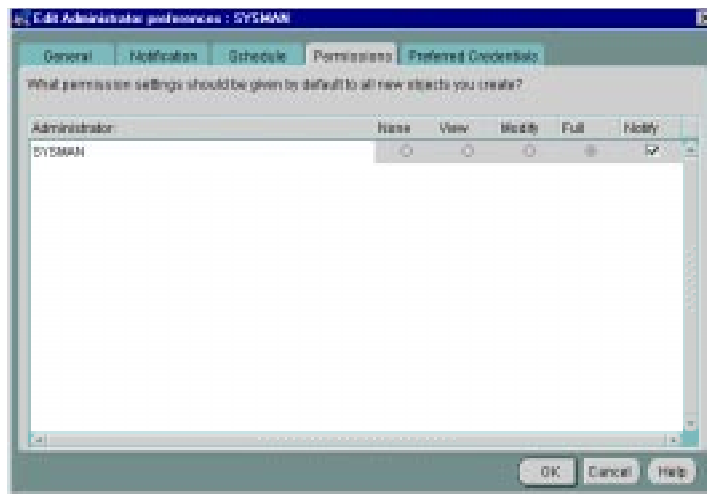 Edit Administrator preferences : SYSMAN
General Notification Schedule Permissions Preferred Credentials
What permission settings should be given by default to all new objects you create?
Administrator None View Modify Full Notify
SYSMAN
OK Cancel Help